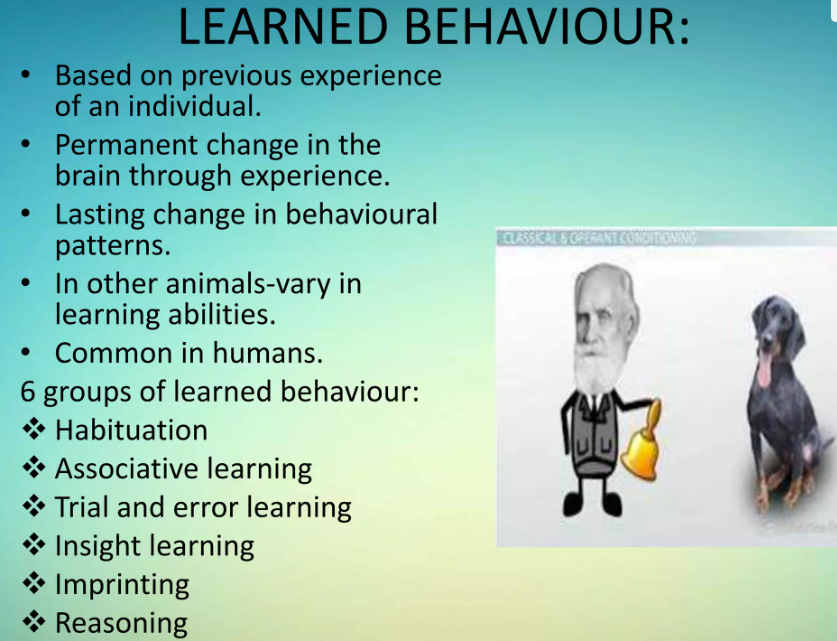 LEARNED BEHAVIOUR:
• Based on previous experience
of an individual.
• Permanent change in the
brain through experience.
• Lasting change in behavioural
patterns.
• In other animals-vary in
learning abilities.
• Common in humans.
6 groups of learned behaviour:
❖ Habituation
❖ Associative learning
❖ Trial and error learning
❖ Insight learning
❖ Imprinting
❖ Reasoning
CLASSICAL & OPERANT CONDITIONING